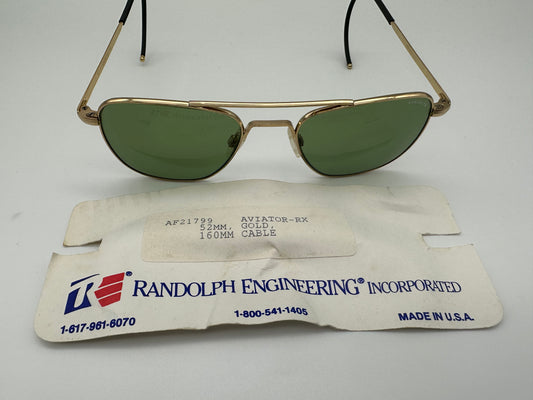 AF21799 AVIATOR-RX
52MM, GOLD,
160MM CABLE
RANDOLPH ENGINEERING® INCORPORATED
1-617-961-6070 1-800-541-1405 MADE IN U.S.A.